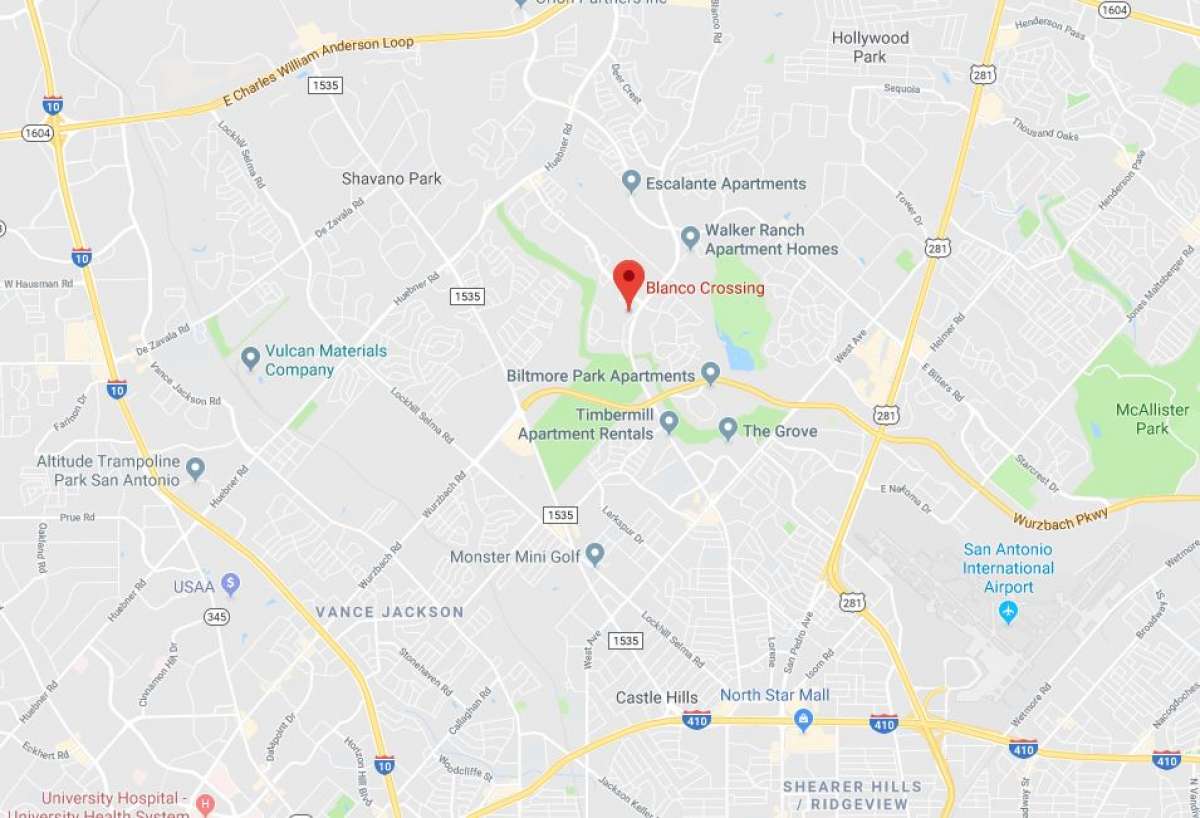 Orion Partners Inc
Blanco Rd
1604
Henderson Pass
Hollywood
Park
E Charles William Anderson Loop
1535
281
Deer Crest
10
Sequoia
1604
Lockhill Selma Rd
Huebner Rd
Thousand Oaks
Henderson Pass
Shavano Park
Escalante Apartments
De Zavala Rd
Tower Dr
Walker Ranch
Apartment Homes
281
10
W Hausman Rd
Huebner Rd
1535
Blanco Crossing
Jones Maltsberger Rd
De Zavala Rd
Vulcan Materials
Company
West Ave
Heimer Rd
Biltmore Park Apartments
10
Vance Jackson Rd
E Bitters Rd
Farinon Dr
Lockhill Selma Rd
Timbermill
Apartment Rentals
The Grove
281
McAllister
Park
Altitude Trampoline
Park San Antonio
Huebner Rd
Wurzbach Rd
Starcrest Dr
E Nakoma Dr
Wurzbach Pkwy
Prue Rd
1535
Larkspur Dr
Oakland Rd
Monster Mini Golf
San Antonio
International
Airport
Wetmore
Wurzbach Rd
USAA
Huebner Rd
345
VANCE JACKSON
281
Broadway St
1535
Lockhill Selma Rd
West Ave
San Pedro Ave
Lorene
Isom Rd
Cinnamon Hill Dr
Stonehaven Rd
Huebner Rd
Castle Hills
North Star Mall
Callaghan Rd
Wetmore Rd
Nacogdoches
410
410
410
410
Datapoint Dr
Eckhert Rd
Horizon Hill Blvd
10
Woodcliffe St
Jackson Keller
SHEARER HILLS
/ RIDGEVIEW
University Hospital -
University Health System